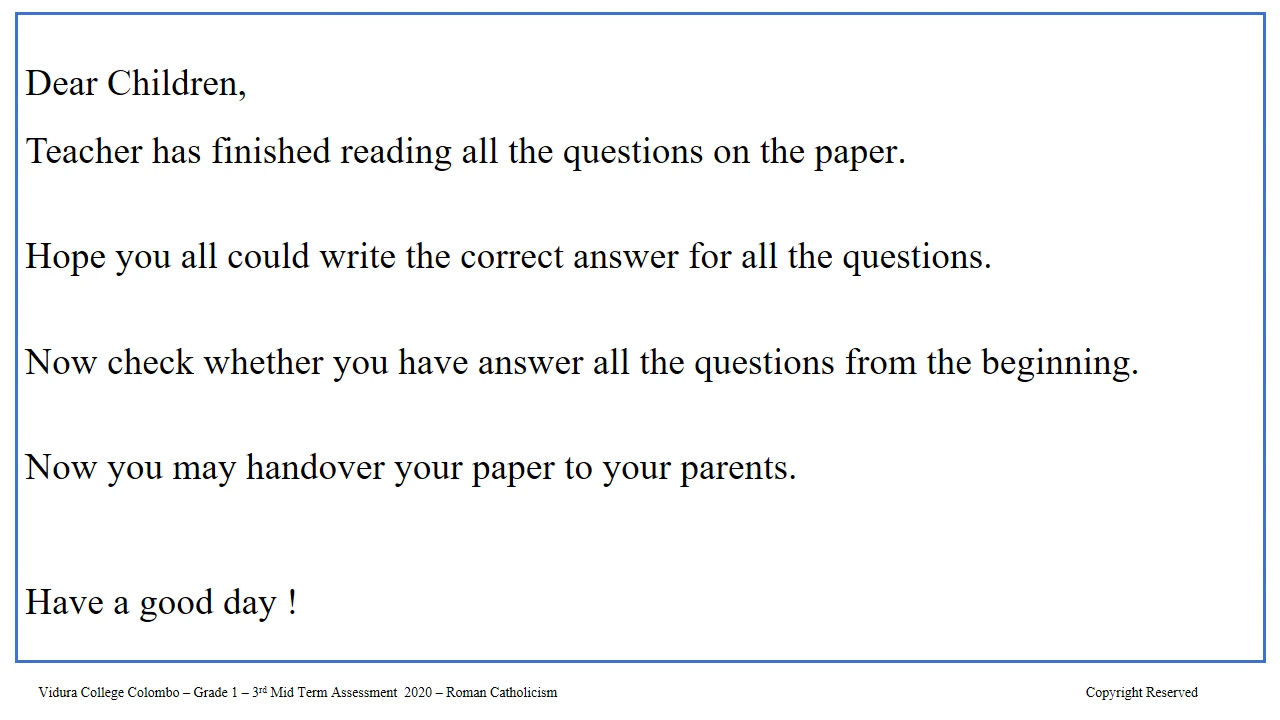 Dear Children,
Teacher has finished reading all the questions on the paper.
Hope you all could write the correct answer for all the questions.
Now check whether you have answer all the questions from the beginning.
Now you may handover your paper to your parents.
Have a good day !
Vidura College Colombo – Grade 1 – 3rd Mid Term Assessment  2020 – Roman Catholicism
Copyright Reserved